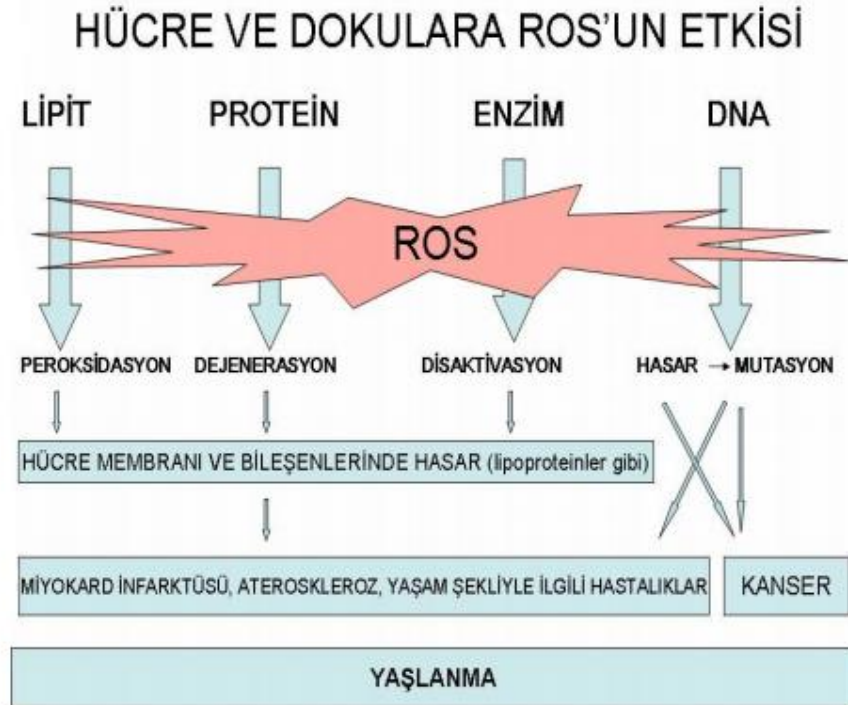 HÜCRE VE DOKULARA ROS'UN ETKİSİ
LİPİT PROTEİN ENZİM DNA
ROS
PEROKSİDASYON DEJENERASYON DİSAKTİVASYON HASAR → MUTASYON
HÜCRE MEMBRANI VE BİLEŞENLERİNDE HASAR (lipoproteinler gibi)
MİYOKARD İNFARKTÜSÜ, ATEROSKLEROZ, YAŞAM ŞEKLİYLE İLGİLİ HASTALIKLAR KANSER
YAŞLANMA